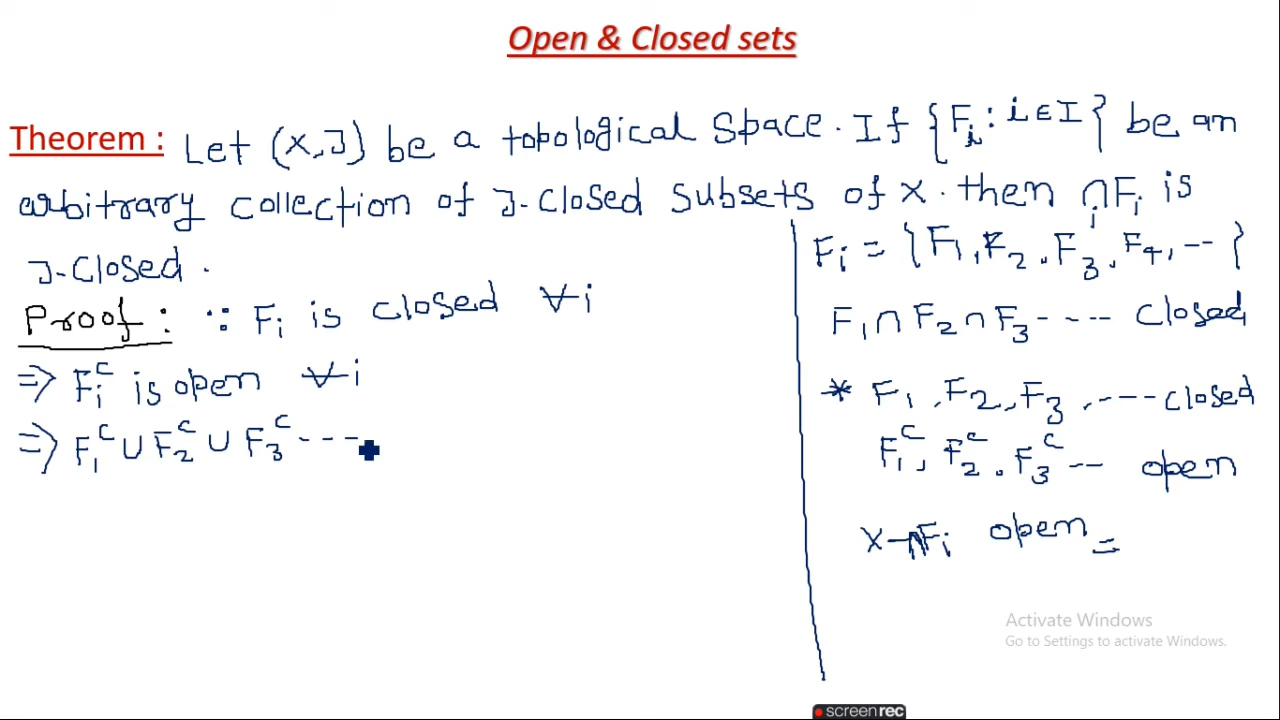 Open & Closed sets
Theorem : Let (X, J) be a topological space. If {Fi : i ∈ I} be an
arbitrary collection of J-closed subsets of X. then ∩i Fi is
J-closed.
Proof : ∵ Fi is closed ∀i
⇒ Fi^c is open ∀i
⇒ F1^c ∪ F2^c ∪ F3^c ----
Fi = {F1, F2, F3, F4, --}
F1 ∩ F2 ∩ F3 ---- closed
* F1, F2, F3, ---- closed
F1^c, F2^c, F3^c -- open
X-∩Fi open =
Activate Windows
Go to Settings to activate Windows.
screenrec